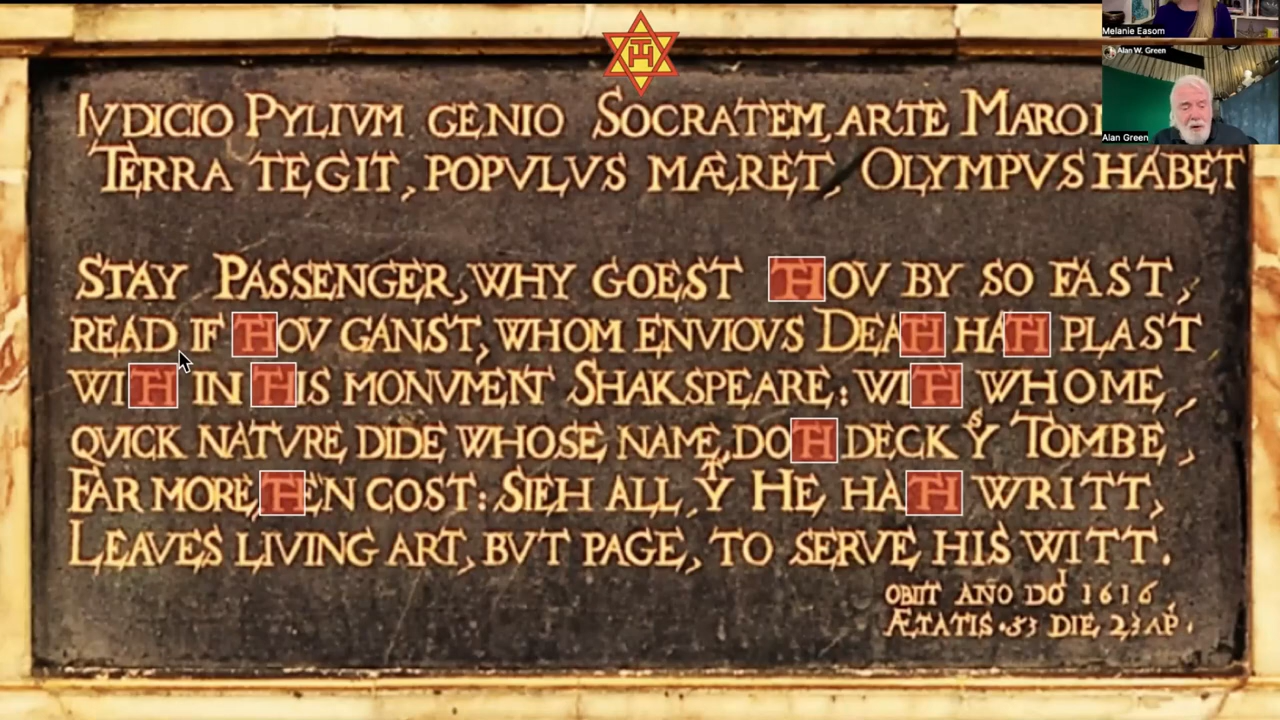 Melanie Easom
Alan W. Green
Alan Green
TH
IVDICIO PYLIVM GENIO SOCRATEM, ARTE
TERRA TEGIT, POPVLVS MÆRET, OLYMPVS HABET
STAY PASSENGER, WHY GOEST THOV BY SO FAST,
READ IF THOV CANST, WHOM ENVIOVS DEATH HATH PLAST
WITH IN THIS MONVMENT SHAKSPEARE: WITH WHOME,
QVICK NATVRE DIDE WHOSE NAME, DOTH DECK Yˢ TOMBE,
FAR MORE, THEN COST: SIEH ALL, Yᵀ HE HATH WRITT,
LEAVES LIVING ART, BVT PAGE, TO SERVE HIS WITT.
OBIIT AÑO DOⁱ 1616,
ÆTATIS·53 DIE 23 AP.